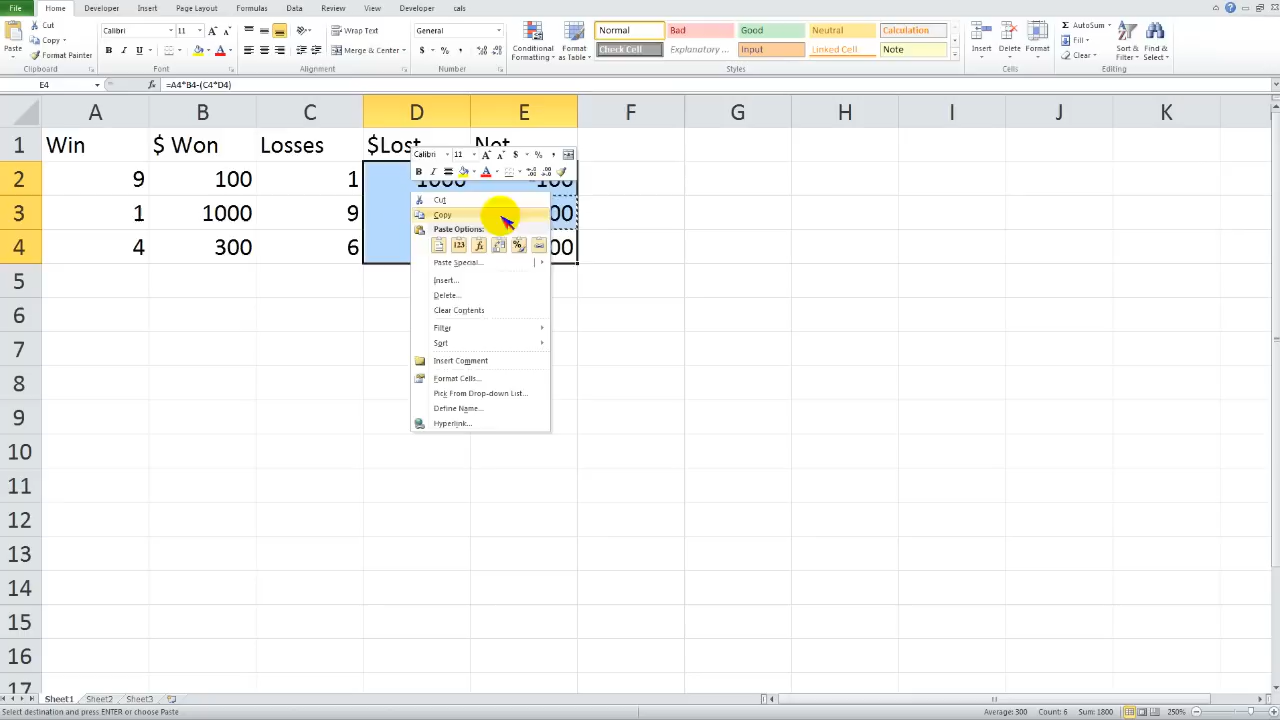 File Home Insert Page Layout Formulas Data Review View Developer cals
Cut Calibri 11 Wrap Text General Normal Bad Good Neutral Calculation AutoSum
Paste Copy Merge & Center Conditional Formatting Format as Table Check Cell Explanatory... Input Linked Cell Note Insert Delete Format Fill Sort & Filter Find & Select
Format Painter Clear
Clipboard Font Alignment Number Styles Cells Editing
E4 fx =A4*B4-(C4*D4)
A B C D E F G H I J K
1 Win $ Won Losses $Lost Net
Calibri 11 A A $ % ,
B I A
2 9 100 1 1000 -100
Cut
3 1 1000 9 00
Copy
Paste Options:
4 4 300 6 00
123 fx %
Paste Special...
5 Insert...
Delete...
6 Clear Contents
Filter
7 Sort
Insert Comment
8 Format Cells...
Pick From Drop-down List...
9 Define Name...
Hyperlink...
10
11
12
13
14
15
16
17
Sheet1 Sheet2 Sheet3
Select destination and press ENTER or choose Paste Average: 300 Count: 6 Sum: 1800 250%